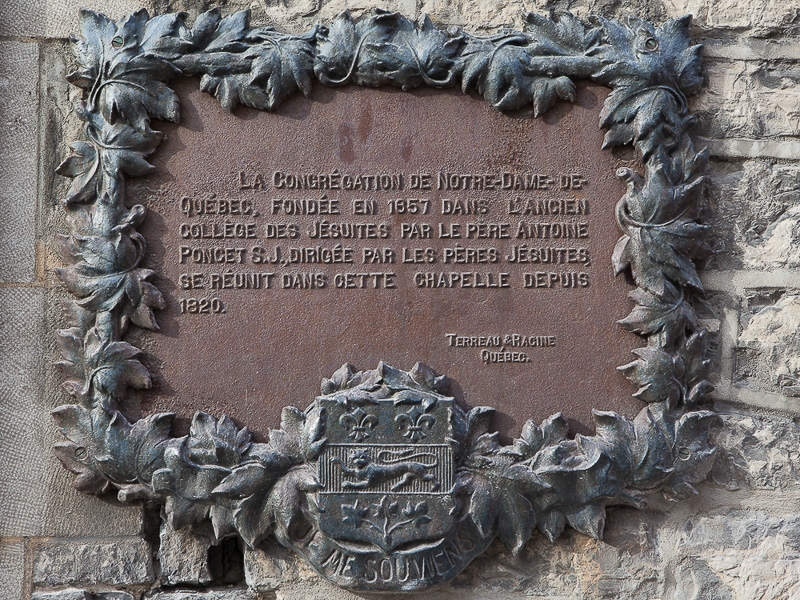 LA CONGRÉGATION DE NOTRE-DAME-DE-
QUÉBEC, FONDÉE EN 1857 DANS L'ANCIEN
COLLÈGE DES JÉSUITES PAR LE PÈRE ANTOINE
PONCET S.J., DIRIGÉE PAR LES PÈRES JÉSUITES,
SE RÉUNIT DANS CETTE CHAPELLE DEPUIS
1820.
TERREAU & RACINE
QUÉBEC.
JE ME SOUVIENS